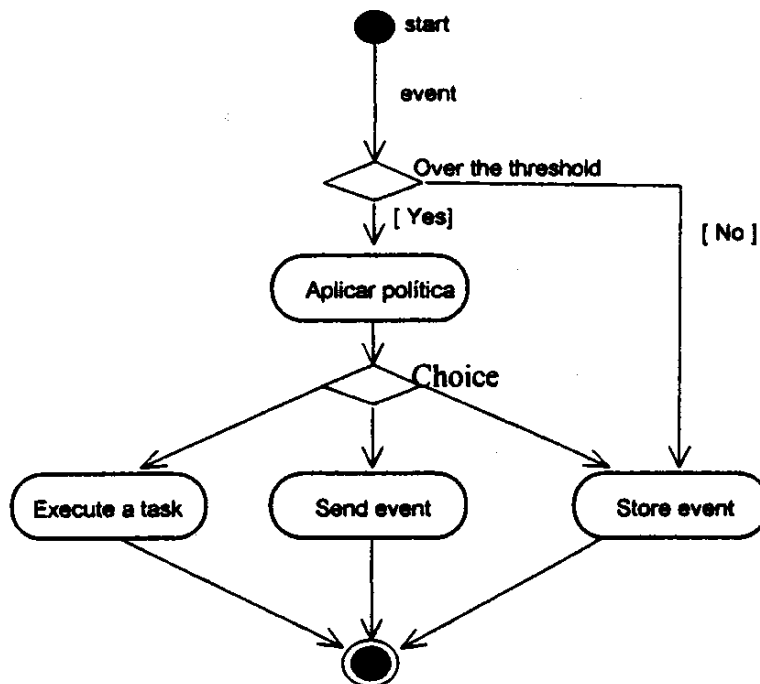 start
event
Over the threshold
[ Yes]
[ No ]
Aplicar política
Choice
Execute a task
Send event
Store event